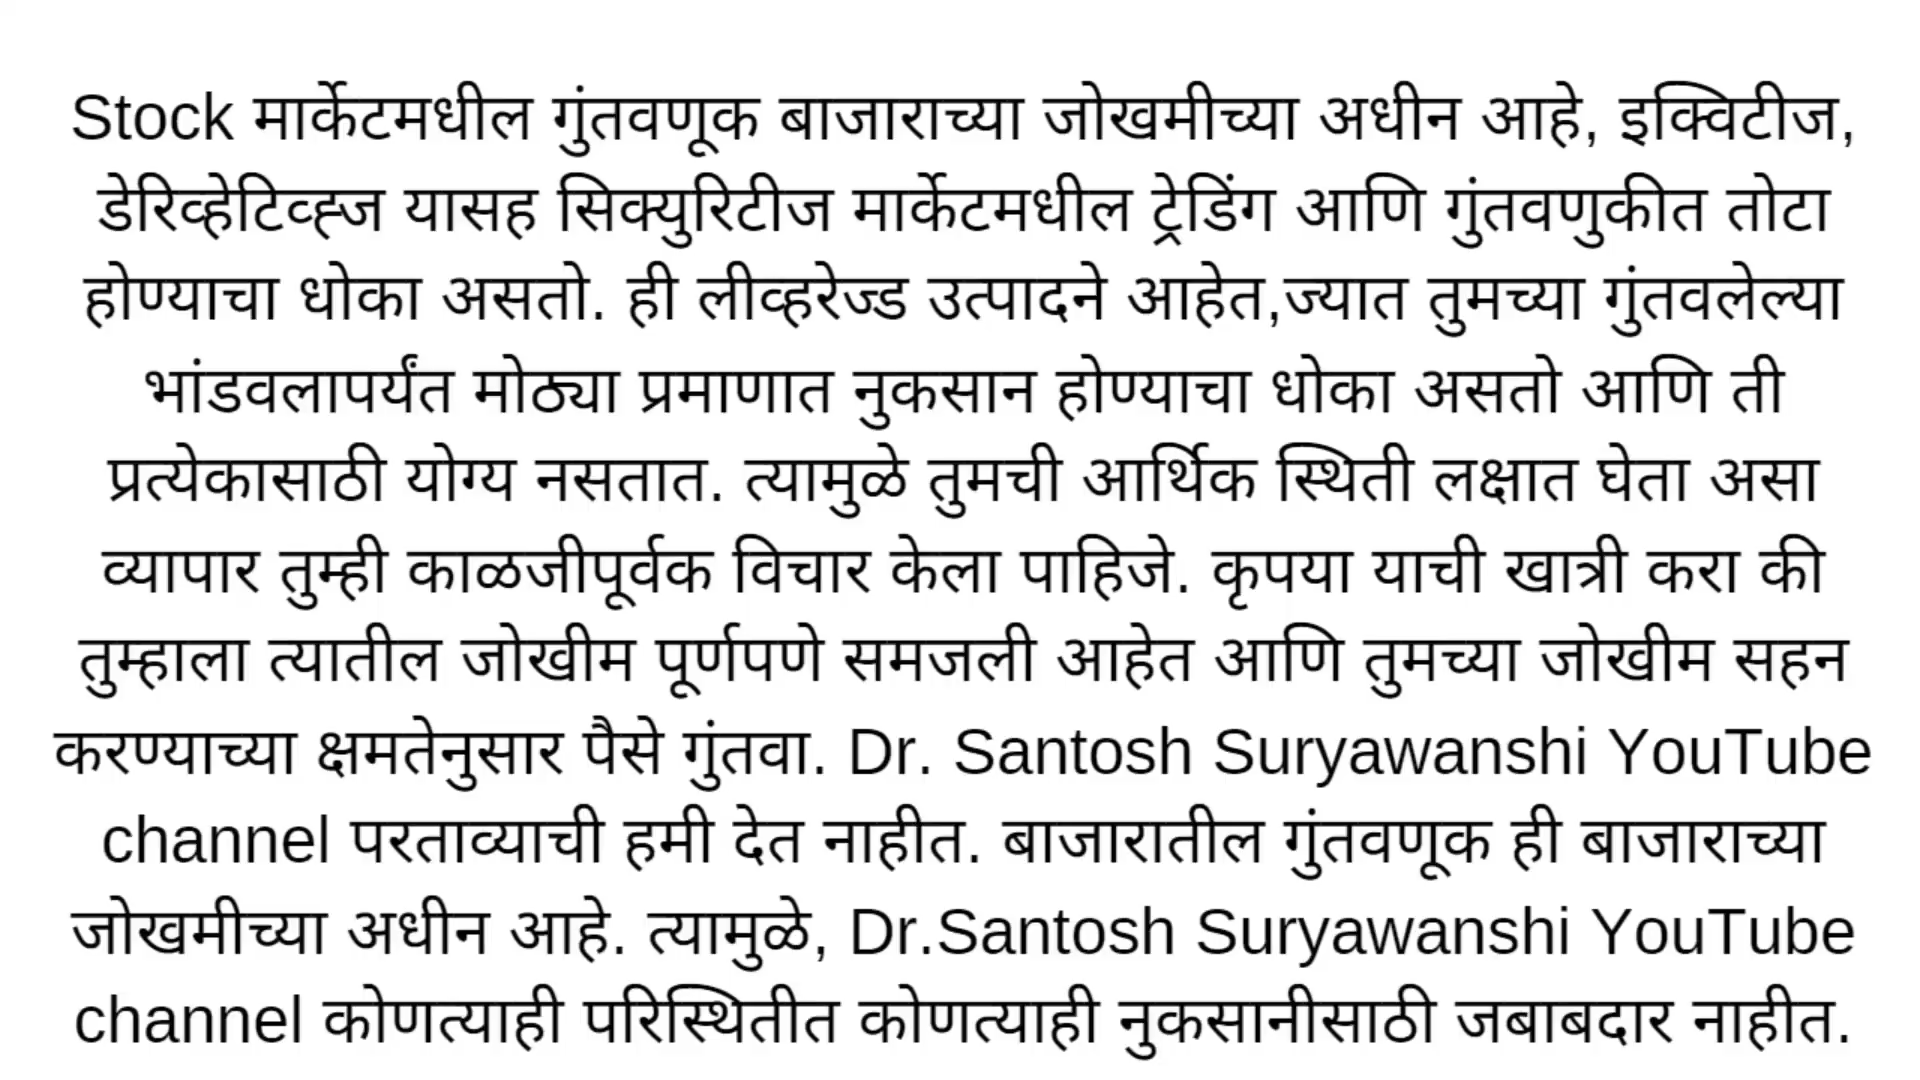 Stock मार्केटमधील गुंतवणूक बाजाराच्या जोखमीच्या अधीन आहे, इक्विटीज,
डेरिव्हेटिव्ह्ज यासह सिक्युरिटीज मार्केटमधील ट्रेडिंग आणि गुंतवणुकीत तोटा
होण्याचा धोका असतो. ही लीव्हरेज्ड उत्पादने आहेत,ज्यात तुमच्या गुंतवलेल्या
भांडवलापर्यंत मोठ्या प्रमाणात नुकसान होण्याचा धोका असतो आणि ती
प्रत्येकासाठी योग्य नसतात. त्यामुळे तुमची आर्थिक स्थिती लक्षात घेता असा
व्यापार तुम्ही काळजीपूर्वक विचार केला पाहिजे. कृपया याची खात्री करा की
तुम्हाला त्यातील जोखीम पूर्णपणे समजली आहेत आणि तुमच्या जोखीम सहन
करण्याच्या क्षमतेनुसार पैसे गुंतवा. Dr. Santosh Suryawanshi YouTube
channel परताव्याची हमी देत नाहीत. बाजारातील गुंतवणूक ही बाजाराच्या
जोखमीच्या अधीन आहे. त्यामुळे, Dr.Santosh Suryawanshi YouTube
channel कोणत्याही परिस्थितीत कोणत्याही नुकसानीसाठी जबाबदार नाहीत.